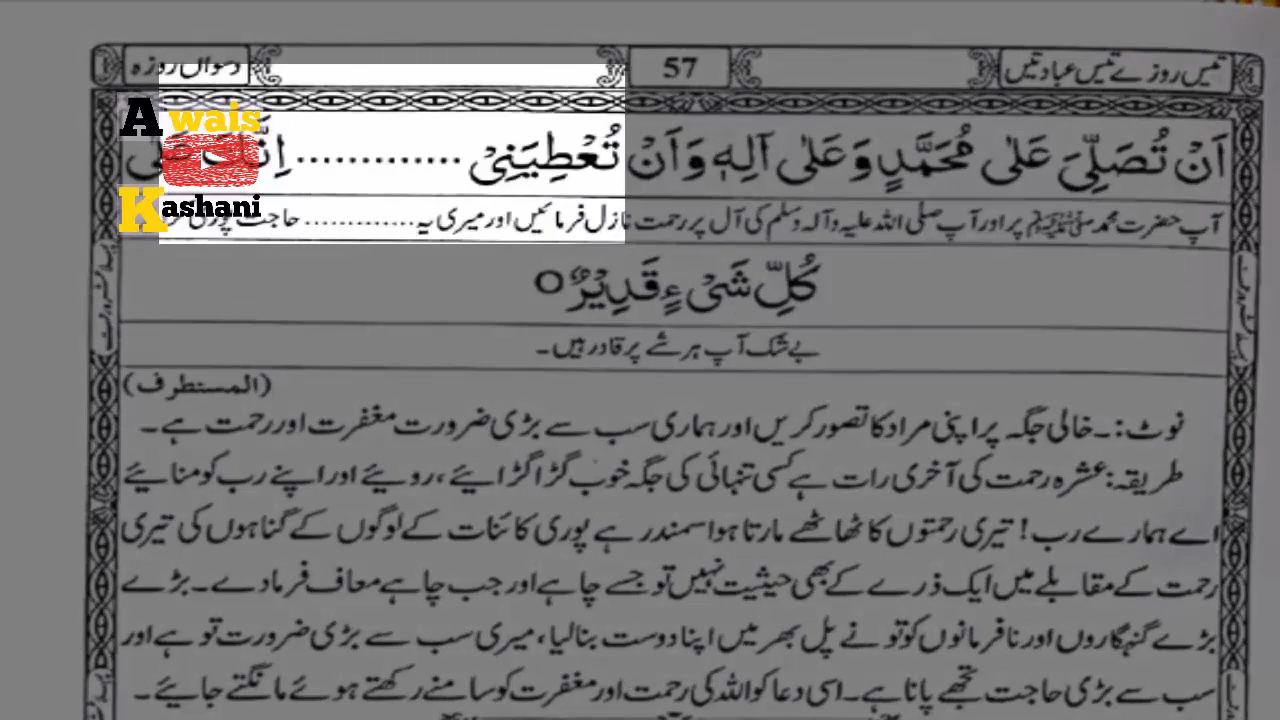 تیس روزے تیس عبادتیں 57 دسواں روزہ
Awais
Kashani
اَنْ تُصَلِّیَ عَلٰی مُحَمَّدٍ وَعَلٰی اٰلِہٖ وَاَنْ تُعْطِیَنِیْ ............. اِنَّكَ عَلٰی
آپ حضرت محمد ﷺ پر اور آپ صلی اللہ علیہ وآلہ وسلم کی آل پر رحمت نازل فرمائیں اور میری یہ ............. حاجت پوری
كُلِّ شَیْءٍ قَدِیْرٌ ○
بے شک آپ ہر شے پر قادر ہیں۔
(المستطرف)
نوٹ:۔ خالی جگہ پر اپنی مراد کا تصور کریں اور ہماری سب سے بڑی ضرورت مغفرت اور رحمت ہے۔
طریقہ: عشرہ رحمت کی آخری رات ہے کسی تنہائی کی جگہ خوب گڑا گڑائیے، رویئے اور اپنے رب کو منائیے
اے ہمارے رب! تیری رحمتوں کا ٹھاٹھے مارتا ہوا سمندر ہے پوری کائنات کے لوگوں کے گناہوں کی تیری
رحمت کے مقابلے میں ایک ذرے کے بھی حیثیت نہیں تو جسے چاہے اور جب چاہے معاف فرمادے۔ بڑے
بڑے گنہگاروں اور نافرمانوں کو تو نے پل بھر میں اپنا دوست بنالیا، میری سب سے بڑی ضرورت تو ہے اور
سب سے بڑی حاجت تجھے پانا ہے۔ اسی دعا کو اللہ کی رحمت اور مغفرت کو سامنے رکھتے ہوئے مانگتے جایئے۔